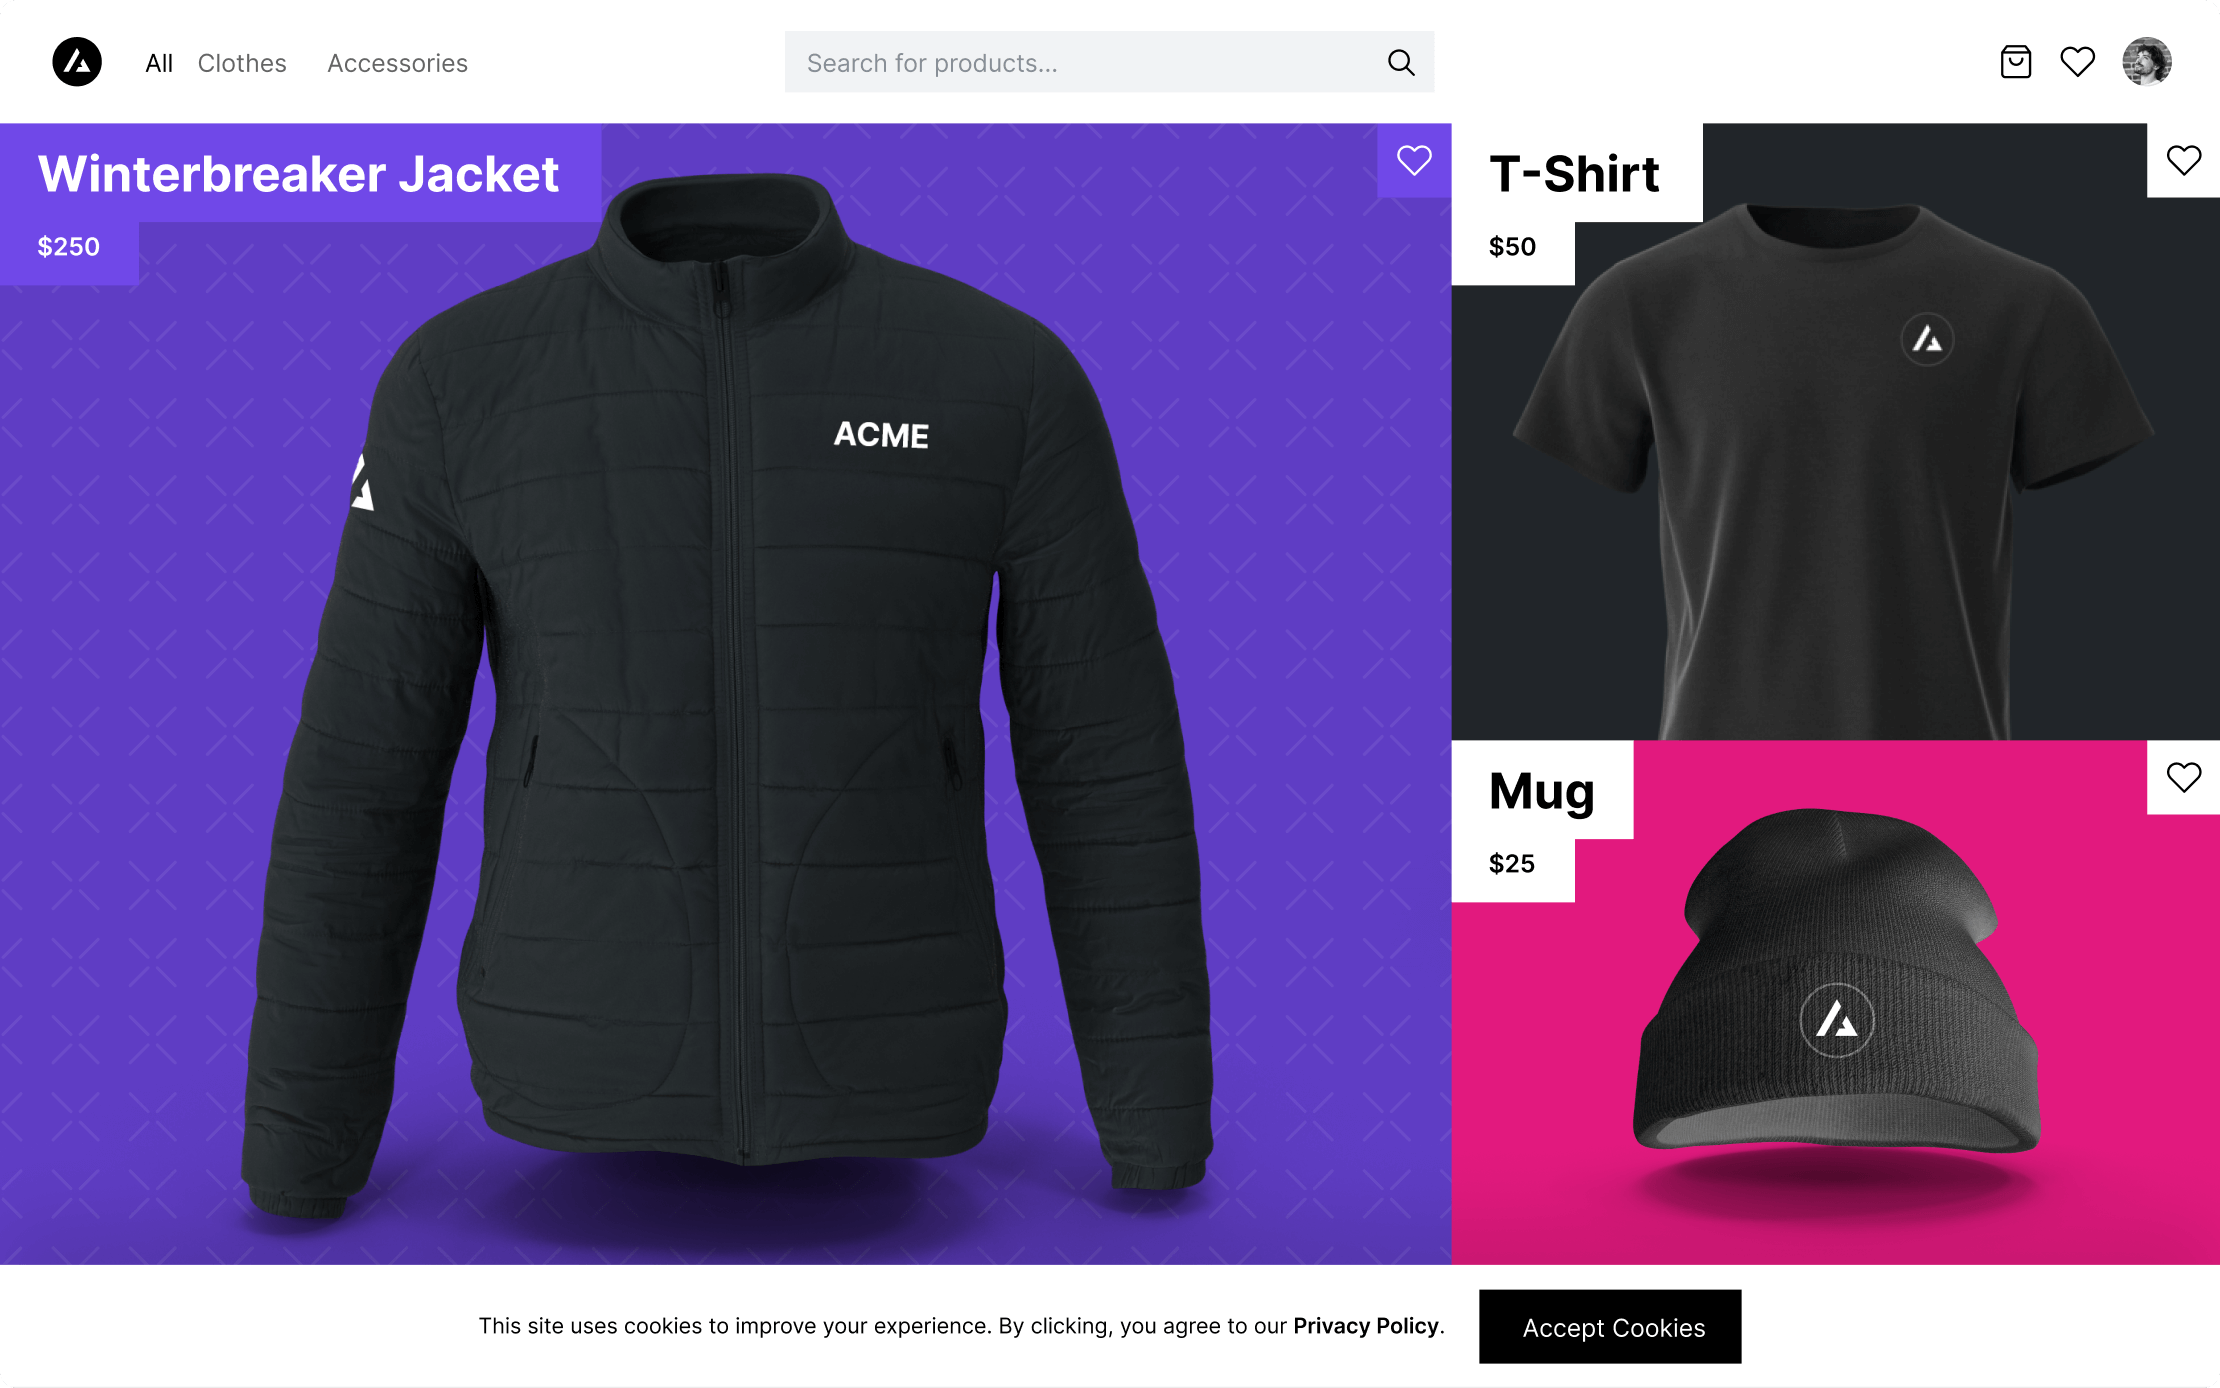 All Clothes Accessories
Search for products...
Winterbreaker Jacket
$250
ACME
T-Shirt
$50
Mug
$25
This site uses cookies to improve your experience. By clicking, you agree to our Privacy Policy.
Accept Cookies